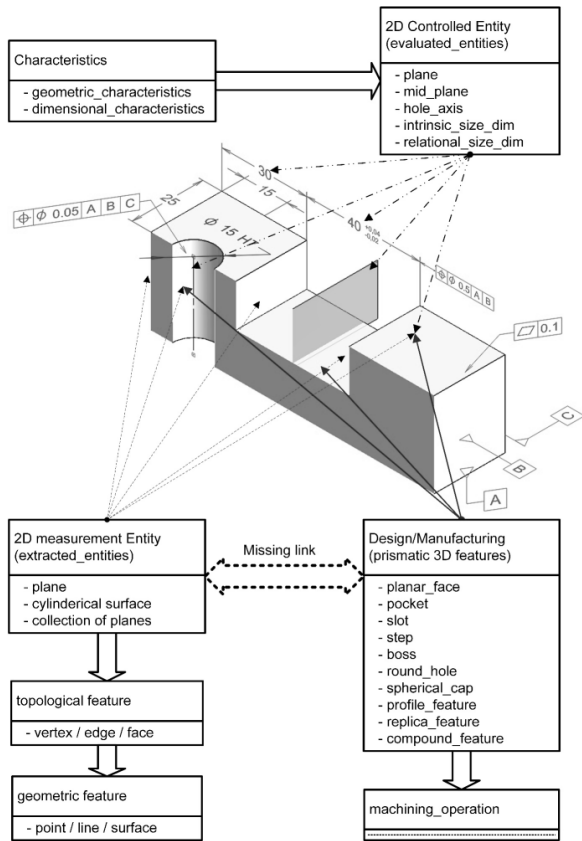 Characteristics
- geometric_characteristics
- dimensional_characteristics
2D Controlled Entity
(evaluated_entities)
- plane
- mid_plane
- hole_axis
- intrinsic_size_dim
- relational_size_dim
30
25
15
⌖ ϕ 0.05 A B C
ϕ 15 H7
40 +0,04 -0,02
⌖ ϕ 0.5 A B
⏥ 0.1
C
B
A
2D measurement Entity
(extracted_entities)
- plane
- cylinderical surface
- collection of planes
Missing link
Design/Manufacturing
(prismatic 3D features)
- planar_face
- pocket
- slot
- step
- boss
- round_hole
- spherical_cap
- profile_feature
- replica_feature
- compound_feature
topological feature
- vertex / edge / face
geometric feature
- point / line / surface
machining_operation